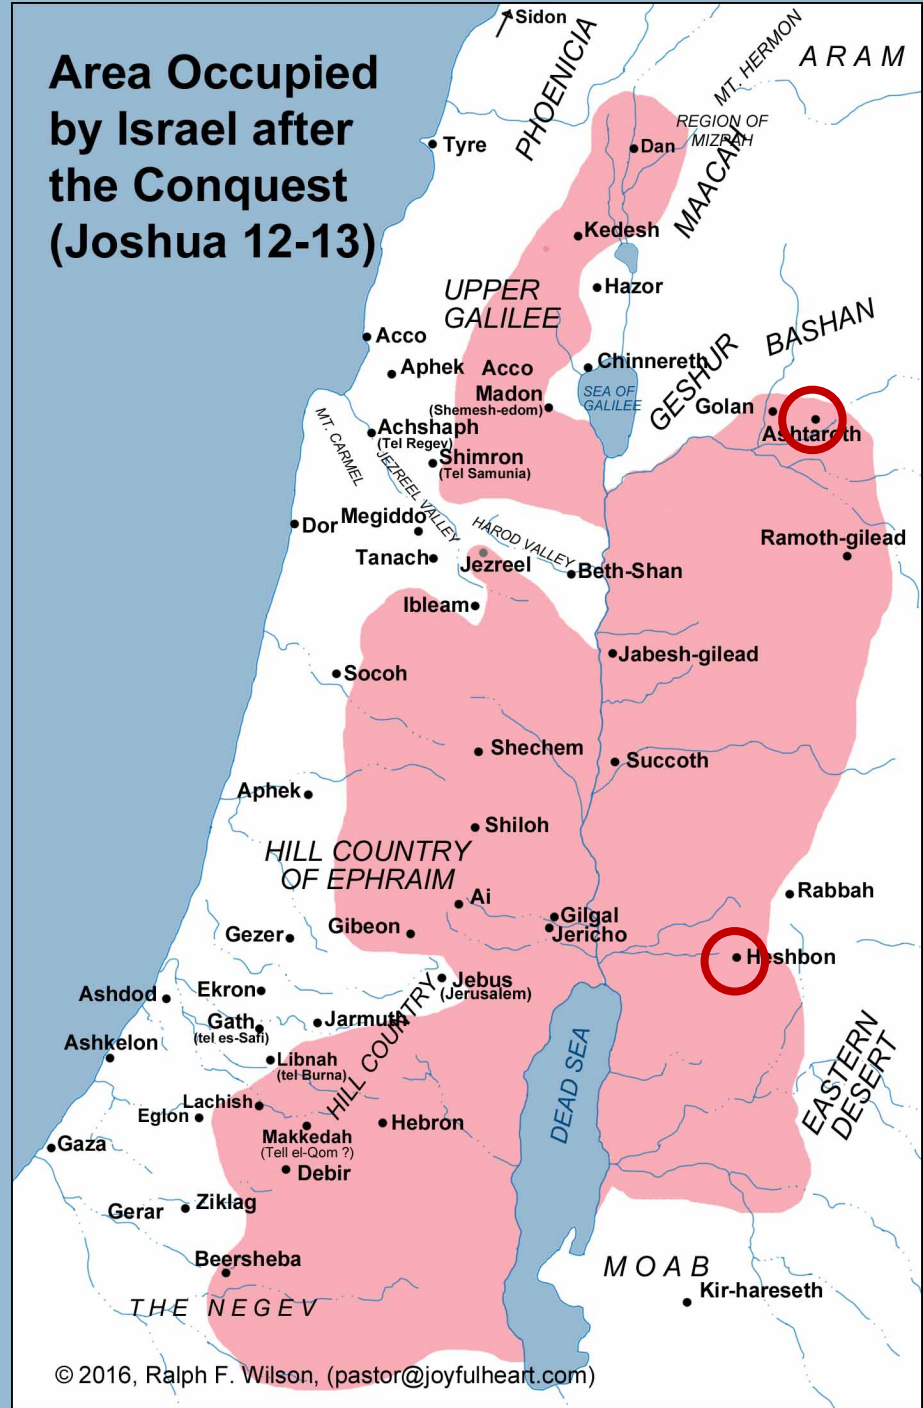 Area Occupied
by Israel after
the Conquest
(Joshua 12-13)
Sidon
PHOENICIA
MT. HERMON
ARAM
REGION OF
MIZPAH
MAACAH
Tyre
Dan
Kedesh
Hazor
UPPER
GALILEE
BASHAN
GESHUR
Acco
Aphek
Acco
Chinnereth
SEA OF
GALILEE
Madon
(Shemesh-edom)
Golan
Ashtaroth
MT. CARMEL
Achshaph
(Tel Regev)
JEZREEL VALLEY
Shimron
(Tel Samunia)
Dor
Megiddo
HAROD VALLEY
Ramoth-gilead
Tanach
Jezreel
Beth-Shan
Ibleam
Jabesh-gilead
Socoh
Shechem
Succoth
Aphek
Shiloh
HILL COUNTRY
OF EPHRAIM
Ai
Rabbah
Gezer
Gibeon
Gilgal
Jericho
Heshbon
Ashdod
Ekron
Jebus
(Jerusalem)
Gath
(tel es-Safi)
Jarmuth
HILL COUNTRY
Ashkelon
Libnah
(tel Burna)
DEAD SEA
EASTERN
DESERT
Lachish
Eglon
Makkedah
(Tell el-Qom ?)
Hebron
Gaza
Debir
Gerar
Ziklag
Beersheba
MOAB
Kir-hareseth
THE NEGEV
© 2016, Ralph F. Wilson, (pastor@joyfulheart.com)